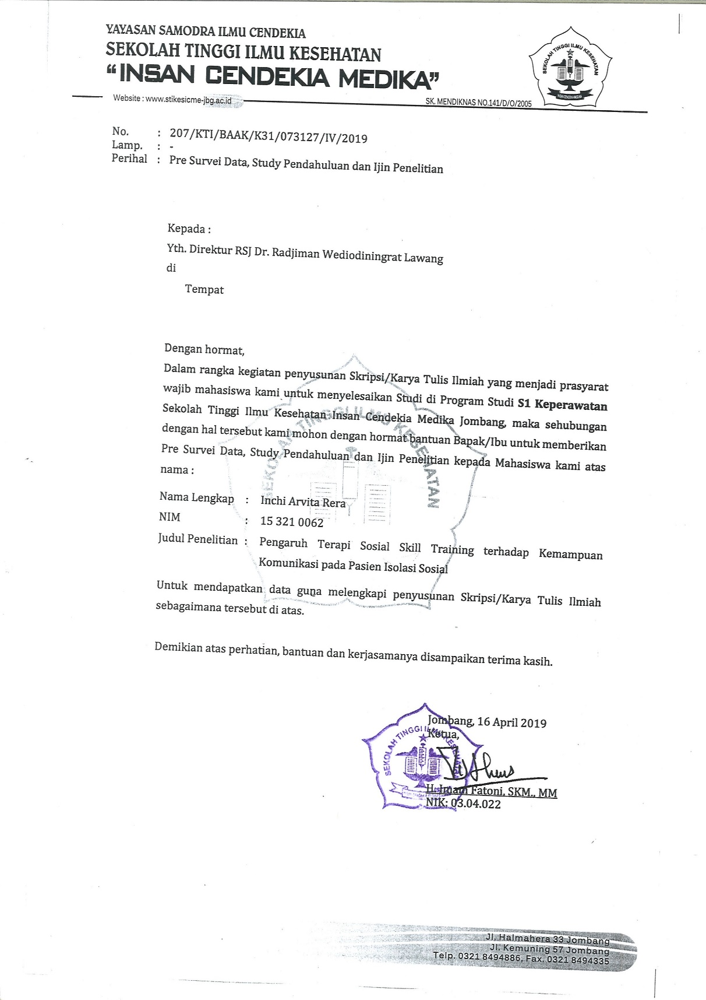 YAYASAN SAMODRA ILMU CENDEKIA
SEKOLAH TINGGI ILMU KESEHATAN
“INSAN CENDEKIA MEDIKA”
Website : www.stikesicme-jbg.ac.id
SK. MENDIKNAS NO.141/D/O/2005
SEKOLAH TINGGI ILMU KESEHATAN
INSAN CENDEKIA MEDIKA
No. : 207/KTI/BAAK/K31/073127/IV/2019
Lamp. : -
Perihal : Pre Survei Data, Study Pendahuluan dan Ijin Penelitian
Kepada :
Yth. Direktur RSJ Dr. Radjiman Wediodiningrat Lawang
di
Tempat
Dengan hormat,
Dalam rangka kegiatan penyusunan Skripsi/Karya Tulis Ilmiah yang menjadi prasyarat
wajib mahasiswa kami untuk menyelesaikan Studi di Program Studi S1 Keperawatan
Sekolah Tinggi Ilmu Kesehatan Insan Cendekia Medika Jombang, maka sehubungan
dengan hal tersebut kami mohon dengan hormat bantuan Bapak/Ibu untuk memberikan
Pre Survei Data, Study Pendahuluan dan Ijin Penelitian kepada Mahasiswa kami atas
nama :
Nama Lengkap : Inchi Arvita Rera
NIM : 15 321 0062
Judul Penelitian : Pengaruh Terapi Sosial Skill Training terhadap Kemampuan
Komunikasi pada Pasien Isolasi Sosial
Untuk mendapatkan data guna melengkapi penyusunan Skripsi/Karya Tulis Ilmiah
sebagaimana tersebut di atas.
SEKOLAH TINGGI ILMU KESEHATAN
Demikian atas perhatian, bantuan dan kerjasamanya disampaikan terima kasih.
Jombang, 16 April 2019
Ketua,
SEKOLAH TINGGI ILMU KESEHATAN
H. Imam Fatoni, SKM., MM
NIK: 03.04.022
Jl. Halmahera 33 Jombang
Jl. Kemuning 57 Jombang
Telp. 0321 8494886, Fax. 0321 8494335